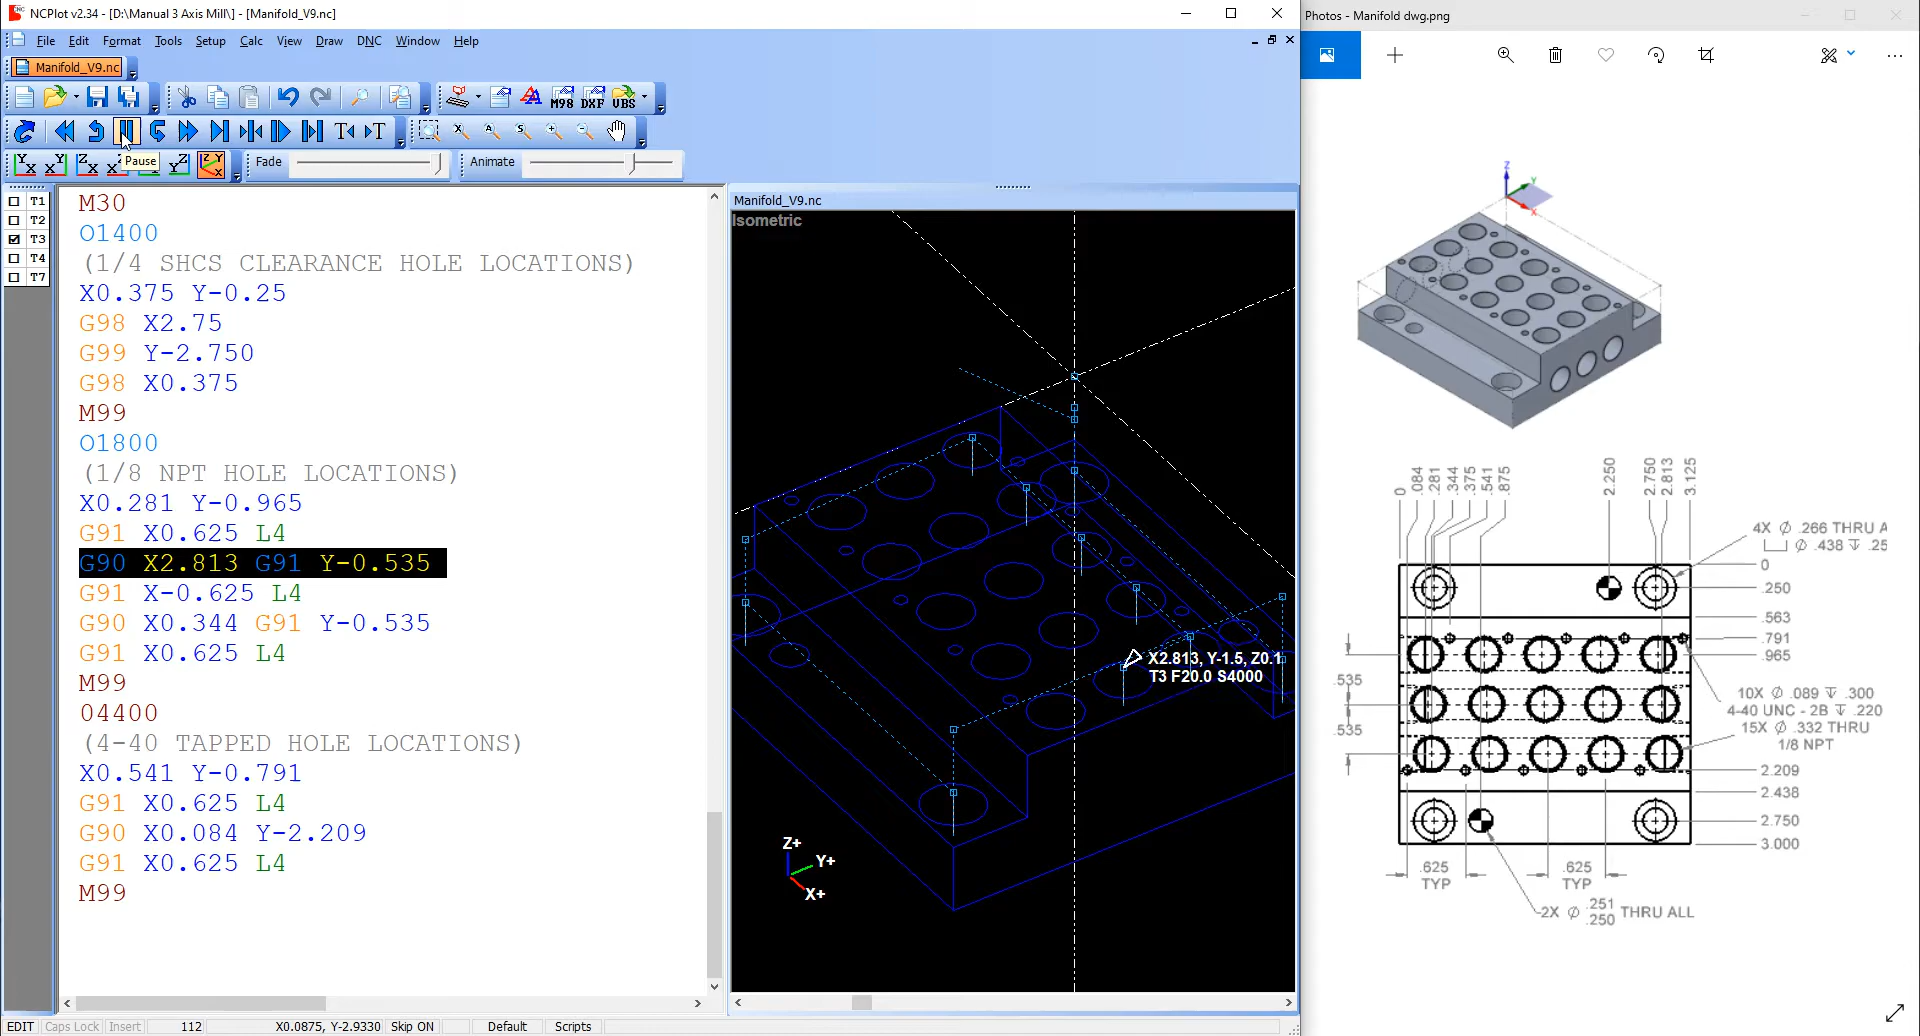 NCPlot v2.34 - [D:\Manual 3 Axis Mill\] - [Manifold_V9.nc]
File Edit Format Tools Setup Calc View Draw DNC Window Help
Manifold_V9.nc
M98 DXF VBS
Pause
Fade
Animate
T1
T2
T3
T4
T7
M30
O1400
(1/4 SHCS CLEARANCE HOLE LOCATIONS)
X0.375 Y-0.25
G98 X2.75
G99 Y-2.750
G98 X0.375
M99
O1800
(1/8 NPT HOLE LOCATIONS)
X0.281 Y-0.965
G91 X0.625 L4
G90 X2.813 G91 Y-0.535
G91 X-0.625 L4
G90 X0.344 G91 Y-0.535
G91 X0.625 L4
M99
O4400
(4-40 TAPPED HOLE LOCATIONS)
X0.541 Y-0.791
G91 X0.625 L4
G90 X0.084 Y-2.209
G91 X0.625 L4
M99
Manifold_V9.nc
Isometric
X2.813, Y-1.5, Z0.1
T3 F20.0 S4000
Z+
Y+
X+
EDIT Caps Lock Insert 112 X0.0875, Y-2.9330 Skip ON Default Scripts
Photos - Manifold dwg.png
Z
Y
X
0
.084
.281
.344
.375
.541
.875
2.250
2.750
2.813
3.125
4X Ø .266 THRU A
Ø .438 ↧ .25
0
.250
.563
.791
.965
.535
.535
10X Ø .089 ↧ .300
4-40 UNC - 2B ↧ .220
15X Ø .332 THRU
1/8 NPT
2.209
2.438
2.750
3.000
.625
TYP
.625
TYP
2X Ø .251
.250 THRU ALL